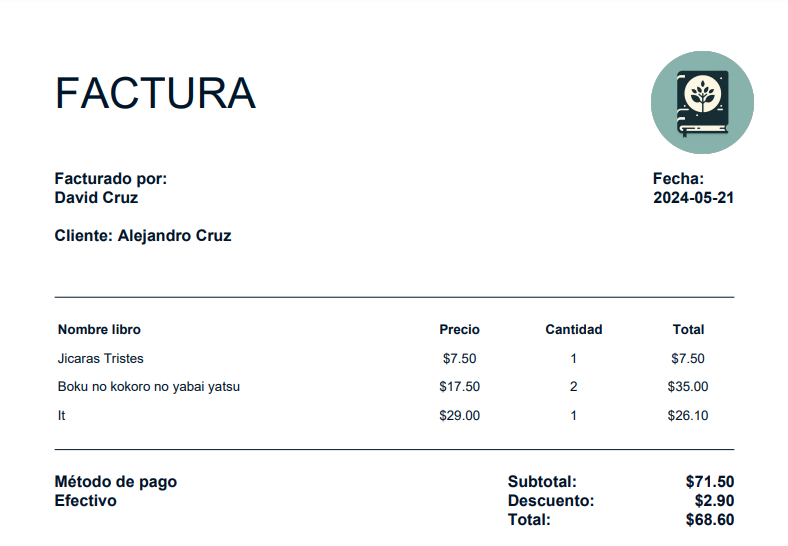 FACTURA
Facturado por: Fecha:
David Cruz 2024-05-21
Cliente: Alejandro Cruz
Nombre libro Precio Cantidad Total
Jicaras Tristes $7.50 1 $7.50
Boku no kokoro no yabai yatsu $17.50 2 $35.00
It $29.00 1 $26.10
Método de pago Subtotal: $71.50
Efectivo Descuento: $2.90
Total: $68.60